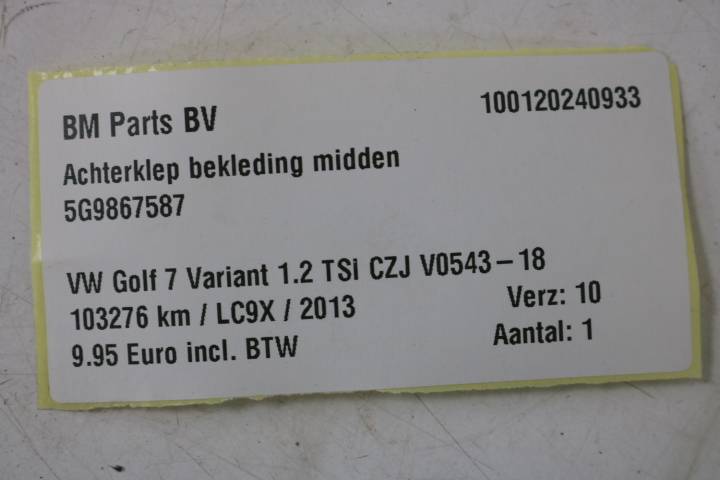 BM Parts BV 100120240933
Achterklep bekleding midden
5G9867587
VW Golf 7 Variant 1.2 TSi CZJ V0543-18
103276 km / LC9X / 2013 Verz: 10
9.95 Euro incl. BTW Aantal: 1